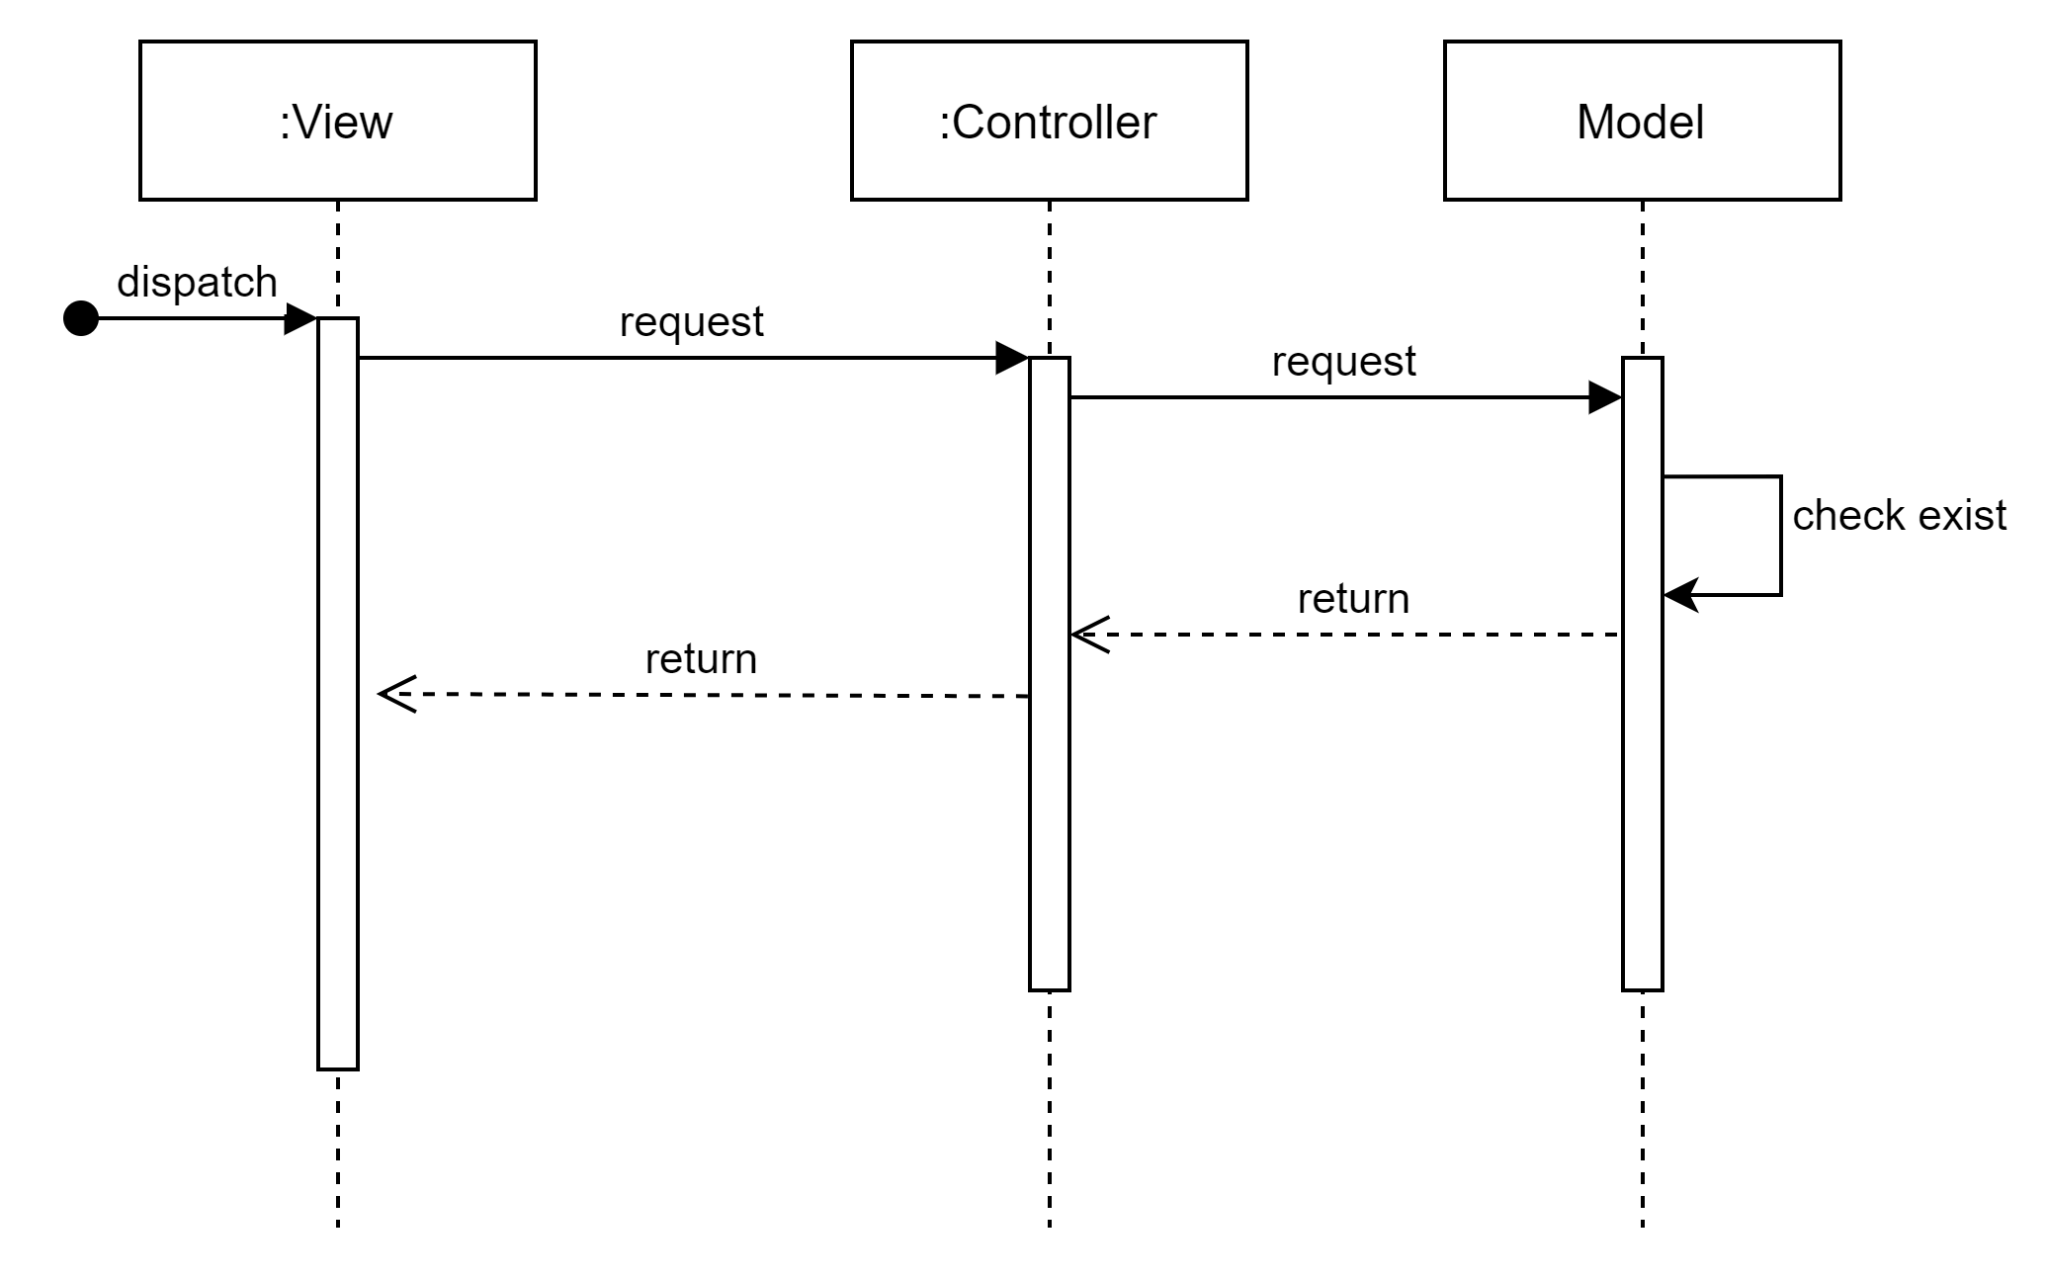 :View
:Controller
Model
dispatch
request
request
check exist
return
return